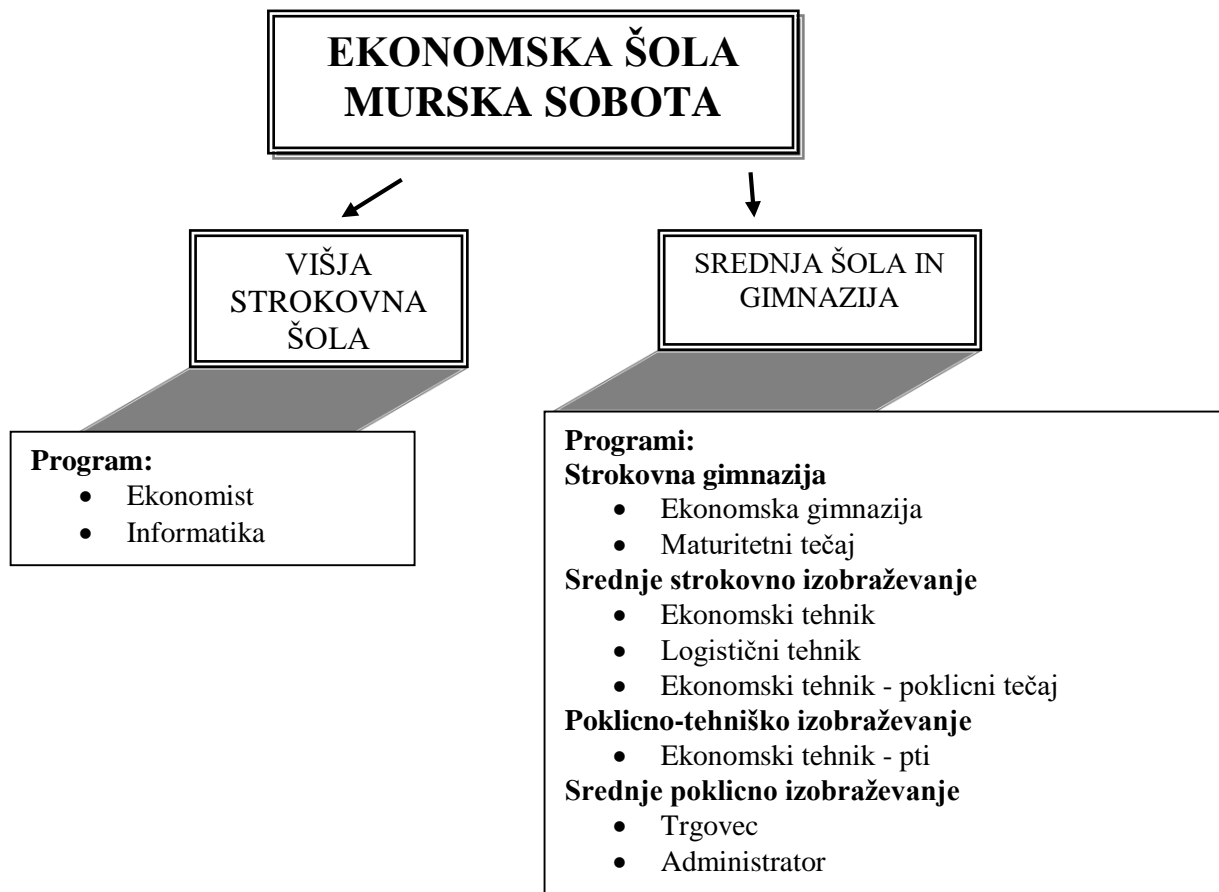 EKONOMSKA ŠOLA
MURSKA SOBOTA
VIŠJA
STROKOVNA
ŠOLA
SREDNJA ŠOLA IN
GIMNAZIJA
Program:
• Ekonomist
• Informatika
Programi:
Strokovna gimnazija
• Ekonomska gimnazija
• Maturitetni tečaj
Srednje strokovno izobraževanje
• Ekonomski tehnik
• Logistični tehnik
• Ekonomski tehnik - poklicni tečaj
Poklicno-tehniško izobraževanje
• Ekonomski tehnik - pti
Srednje poklicno izobraževanje
• Trgovec
• Administrator